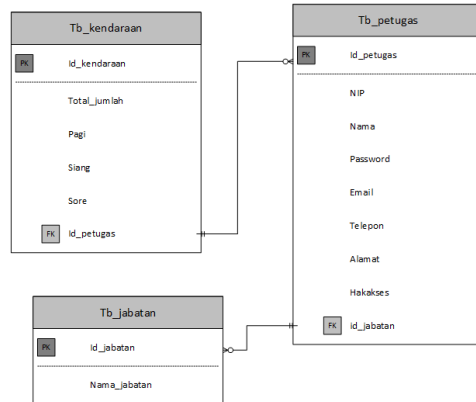 Tb_kendaraan
PK Id_kendaraan
Total_jumlah
Pagi
Siang
Sore
FK Id_petugas
Tb_petugas
PK Id_petugas
NIP
Nama
Password
Email
Telepon
Alamat
Hakakses
FK id_jabatan
Tb_jabatan
PK Id_jabatan
Nama_jabatan